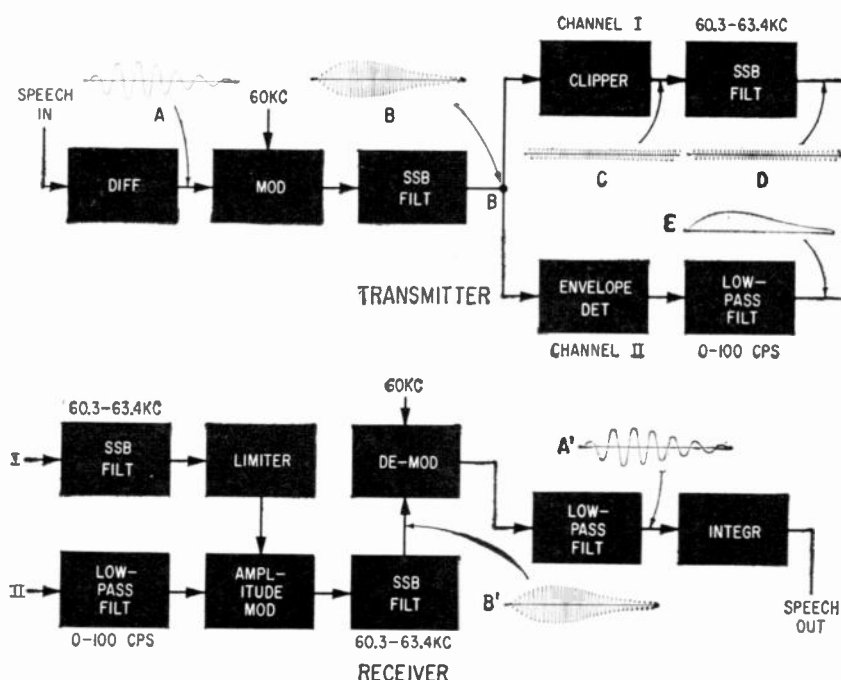 CHANNEL I
60.3-63.4KC
SPEECH
IN
A
60KC
B
CLIPPER
SSB
FILT
DIFF
MOD
SSB
FILT
B
C
D
E
TRANSMITTER
ENVELOPE
DET
LOW-
PASS
FILT
CHANNEL II
0-100 CPS
60.3-63.4KC
60KC
I
SSB
FILT
LIMITER
DE-MOD
A'
LOW-
PASS
FILT
INTEGR
II
LOW-
PASS
FILT
AMPL-
ITUDE
MOD
SSB
FILT
B'
SPEECH
OUT
0-100 CPS
60.3-63.4KC
RECEIVER